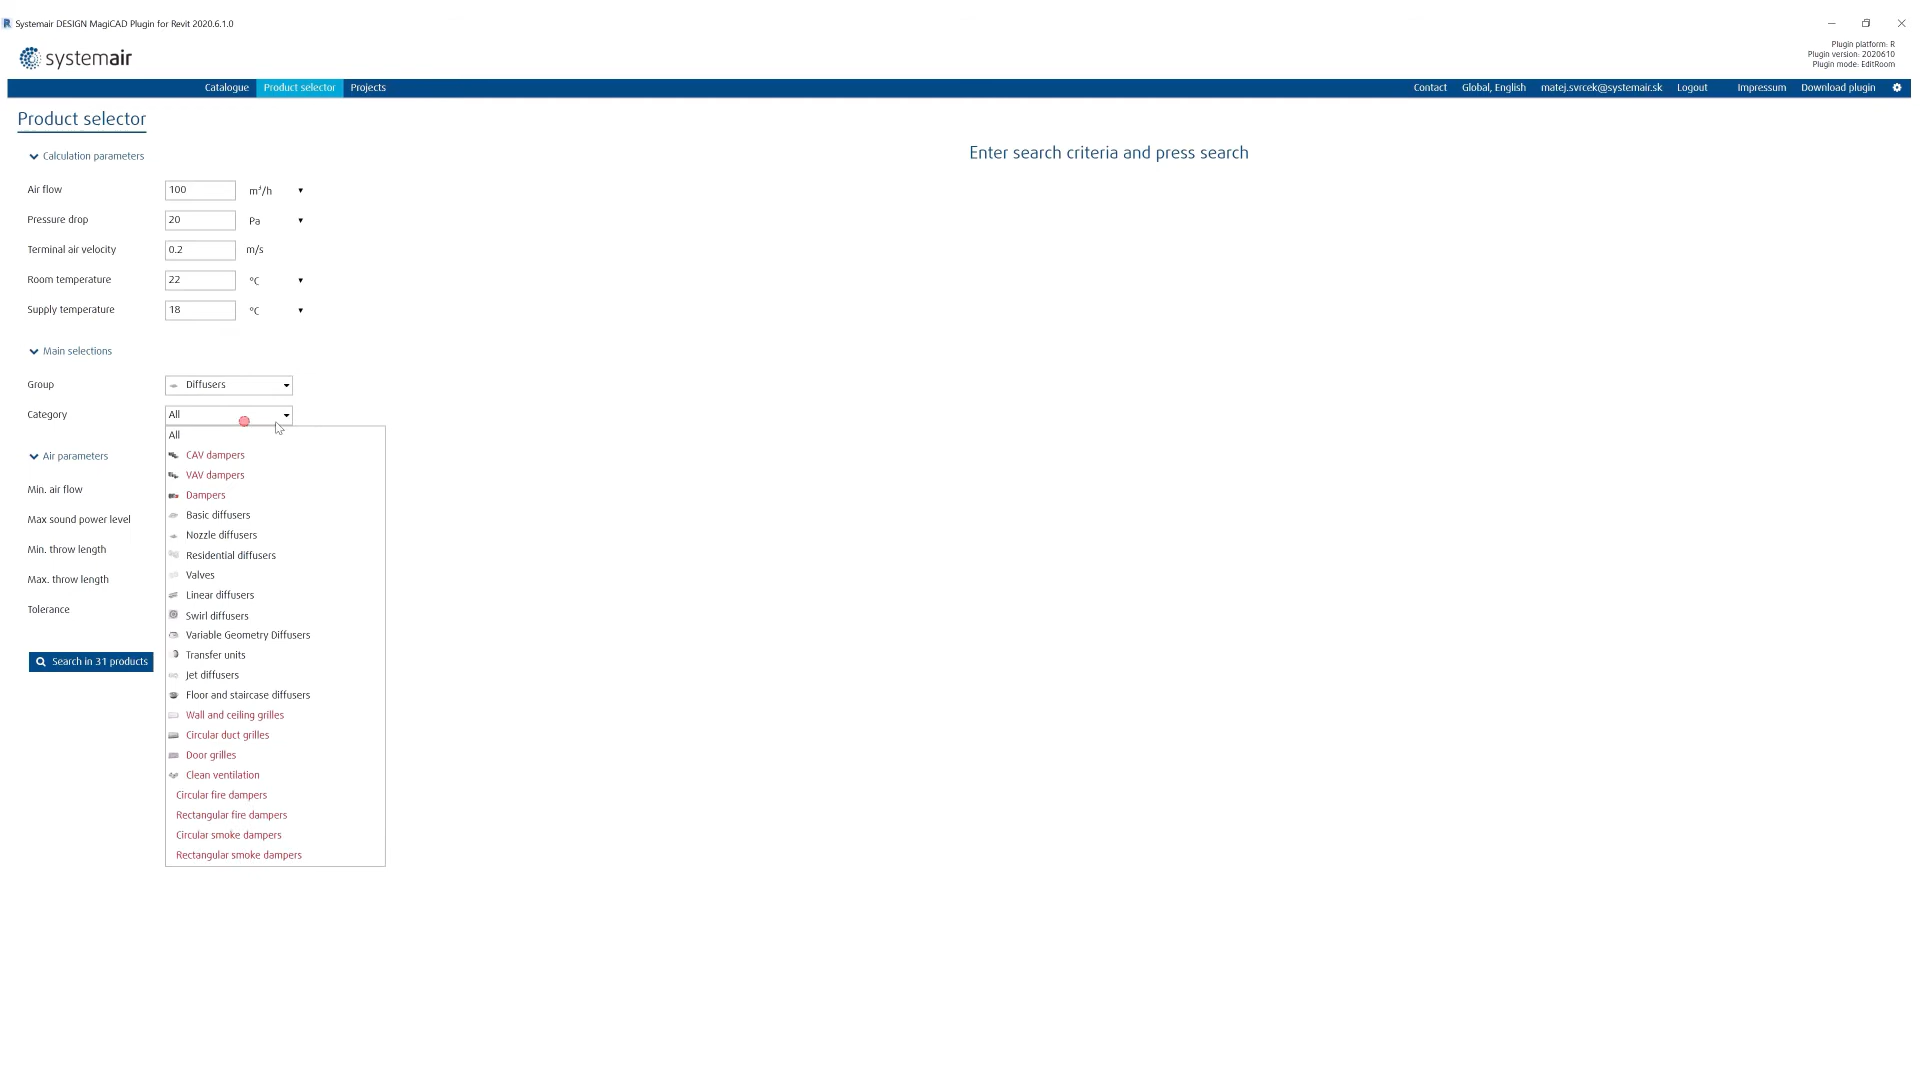 Systemair DESIGN MagiCAD Plugin for Revit 2020.6.1.0
systemair
Plugin platform: R
Plugin version: 2020610
Plugin mode: EditRoom
Catalogue Product selector Projects Contact Global, English matej.svrcek@systemair.sk Logout Impressum Download plugin
Product selector
Enter search criteria and press search
Calculation parameters
Air flow 100 m³/h
Pressure drop 20 Pa
Terminal air velocity 0.2 m/s
Room temperature 22 °C
Supply temperature 18 °C
Main selections
Group Diffusers
Category All
All
Air parameters
CAV dampers
VAV dampers
Min. air flow
Dampers
Basic diffusers
Max sound power level
Nozzle diffusers
Min. throw length
Residential diffusers
Valves
Max. throw length
Linear diffusers
Tolerance
Swirl diffusers
Variable Geometry Diffusers
Transfer units
Search in 31 products
Jet diffusers
Floor and staircase diffusers
Wall and ceiling grilles
Circular duct grilles
Door grilles
Clean ventilation
Circular fire dampers
Rectangular fire dampers
Circular smoke dampers
Rectangular smoke dampers